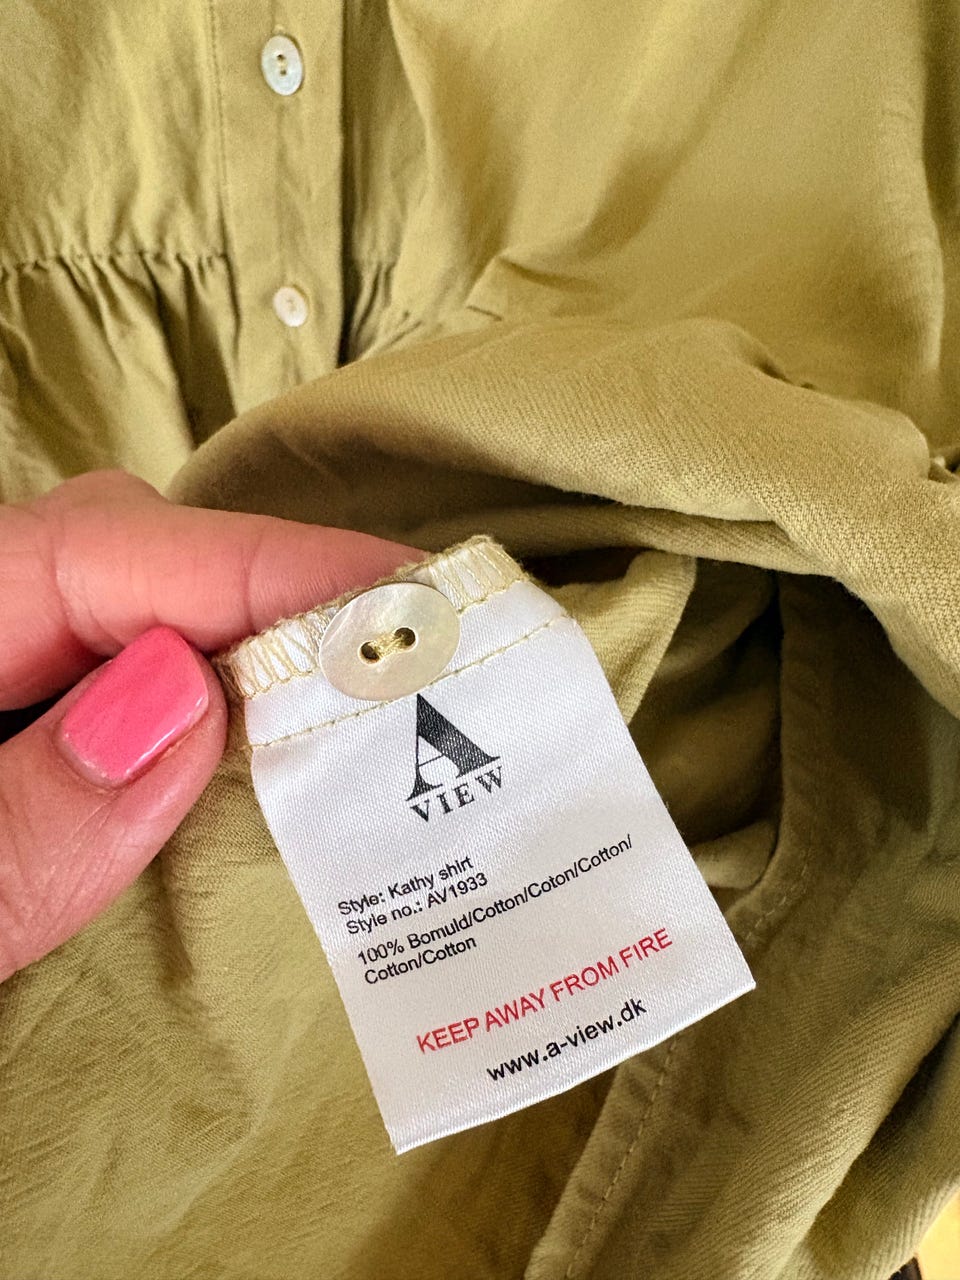 A
VIEW
Style: Kathy shirt
Style no.: AV1933
100% Bomuld/Cotton/Coton/Cotton/
Cotton/Cotton
KEEP AWAY FROM FIRE
www.a-view.dk